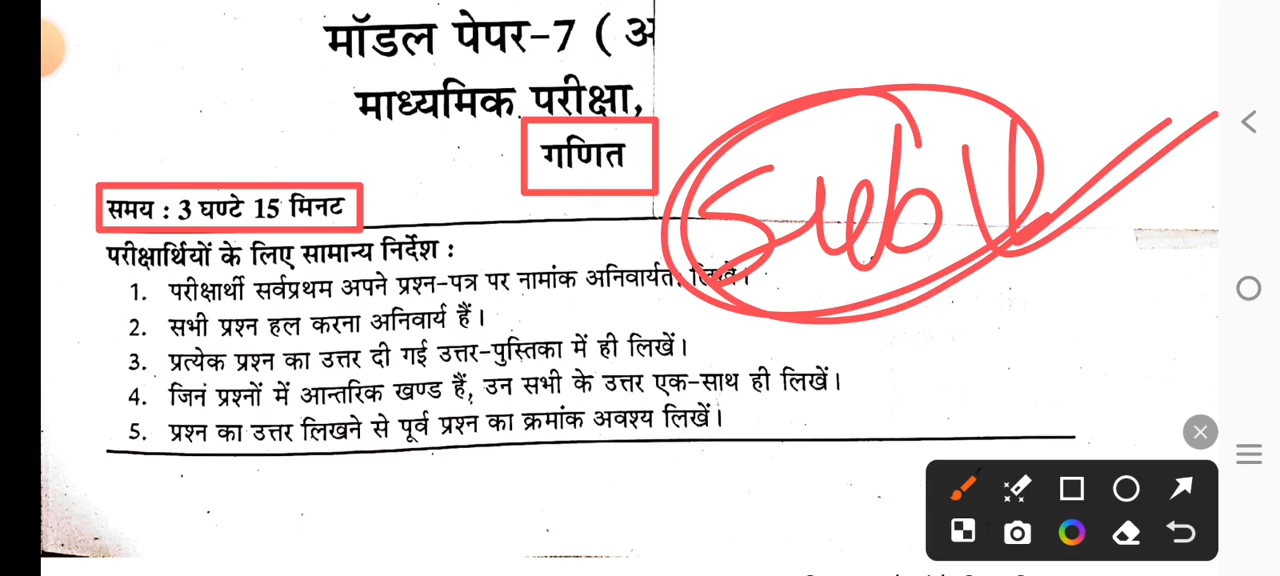 मॉडल पेपर-7 (
माध्यमिक परीक्षा,
गणित
समय : 3 घण्टे 15 मिनट
परीक्षार्थियों के लिए सामान्य निर्देश :
1. परीक्षार्थी सर्वप्रथम अपने प्रश्न-पत्र पर नामांक अनिवार्यतः लिखें।
2. सभी प्रश्न हल करना अनिवार्य हैं।
3. प्रत्येक प्रश्न का उत्तर दी गई उत्तर-पुस्तिका में ही लिखें।
4. जिनं प्रश्नों में आन्तरिक खण्ड हैं, उन सभी के उत्तर एक-साथ ही लिखें।
5. प्रश्न का उत्तर लिखने से पूर्व प्रश्न का क्रमांक अवश्य लिखें।